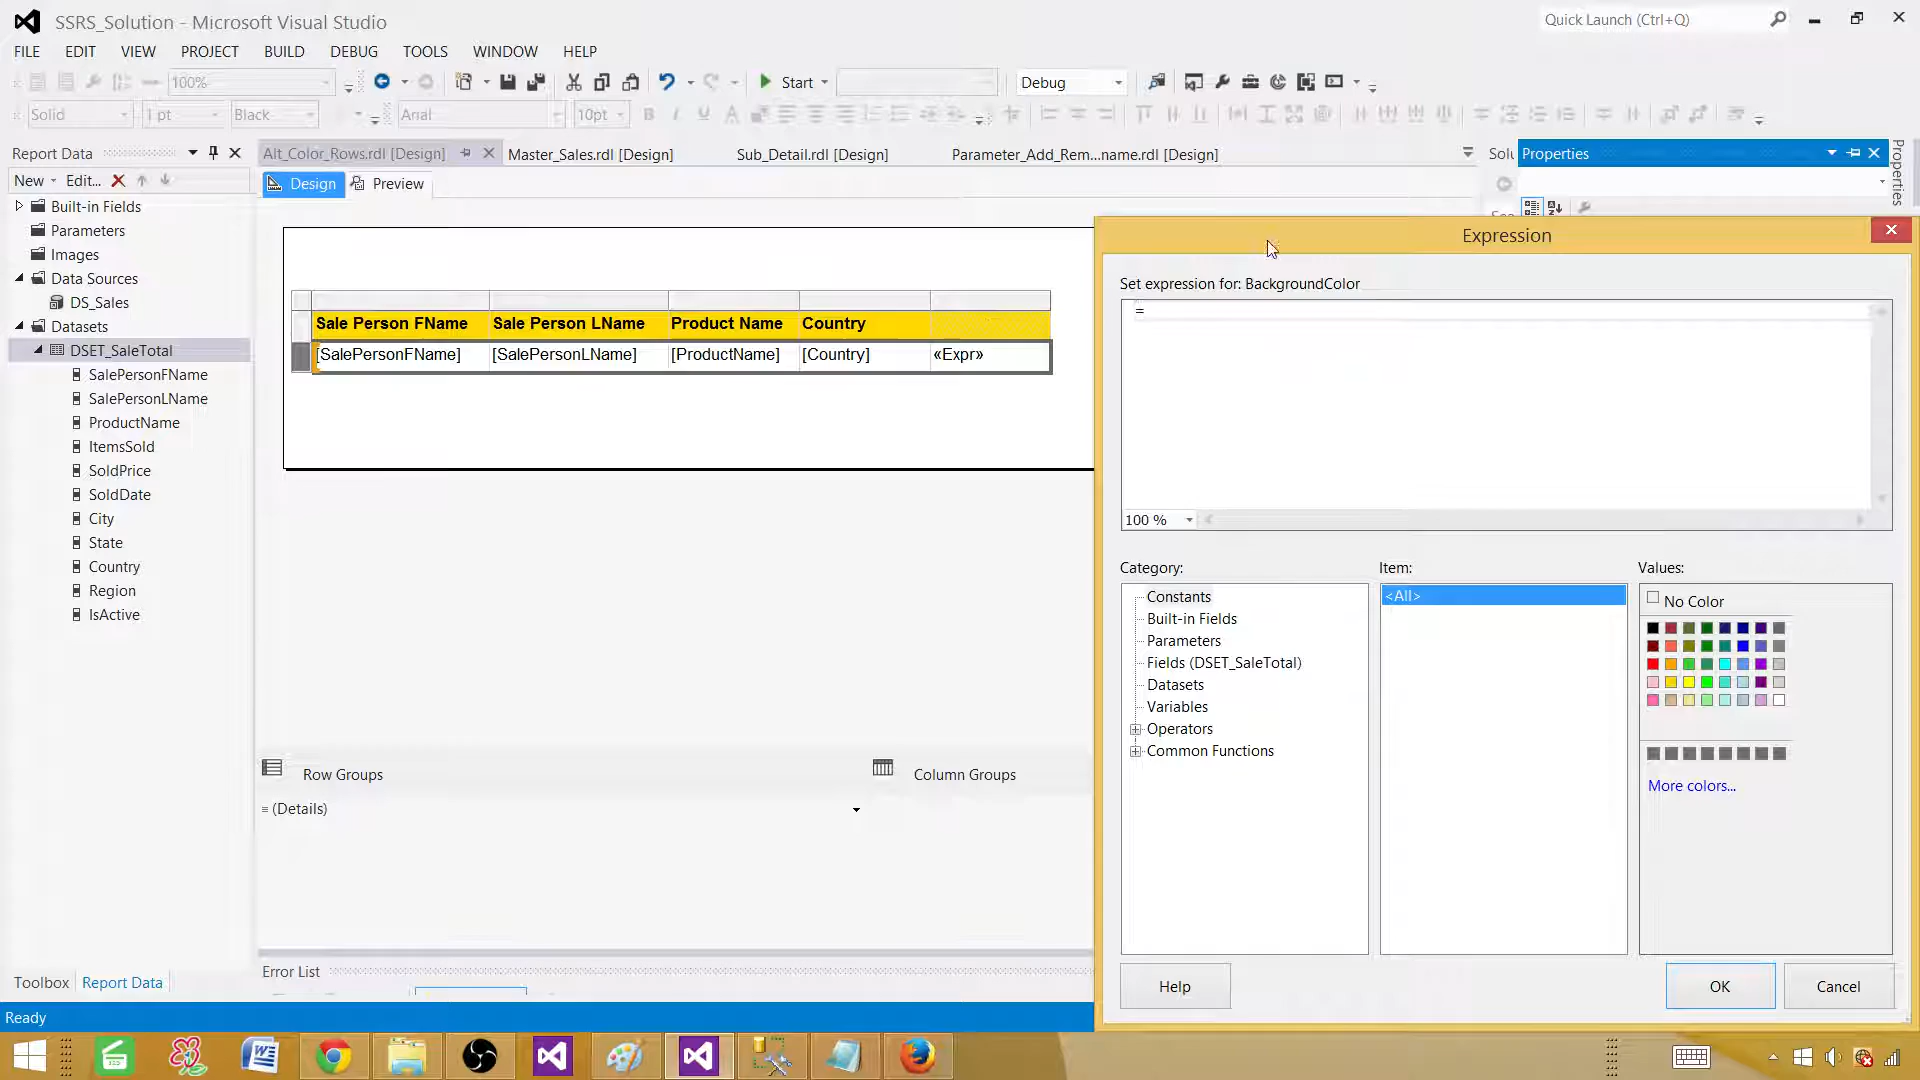 SSRS_Solution - Microsoft Visual Studio
Quick Launch (Ctrl+Q)
FILE EDIT VIEW PROJECT BUILD DEBUG TOOLS WINDOW HELP
100% Start Debug
Solid 1 pt Black Arial 10pt B I U A
Report Data
Alt_Color_Rows.rdl [Design] Master_Sales.rdl [Design] Sub_Detail.rdl [Design] Parameter_Add_Rem...name.rdl [Design]
Solu Properties
Properties
New Edit...
Design Preview
Built-in Fields
Parameters
Images
Data Sources
DS_Sales
Datasets
DSET_SaleTotal
SalePersonFName
SalePersonLName
ProductName
ItemsSold
SoldPrice
SoldDate
City
State
Country
Region
IsActive
Toolbox Report Data
Sale Person FName Sale Person LName Product Name Country
[SalePersonFName] [SalePersonLName] [ProductName] [Country] «Expr»
Row Groups Column Groups
(Details)
Error List
Expression
Set expression for: BackgroundColor
=
100 %
Category: Item: Values:
Constants
Built-in Fields
Parameters
Fields (DSET_SaleTotal)
Datasets
Variables
Operators
Common Functions
<All>
No Color
More colors...
Help OK Cancel
Ready